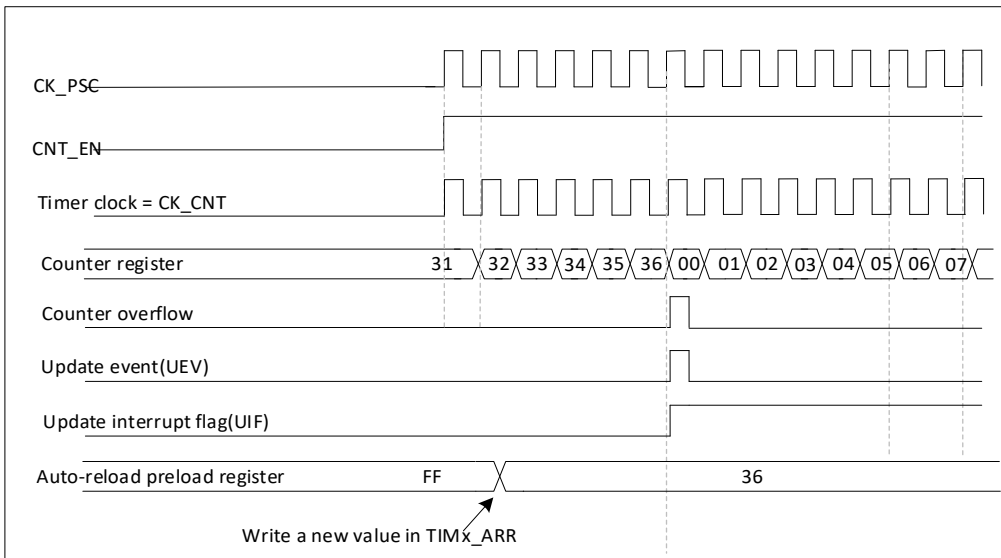 CK_PSC
CNT_EN
Timer clock = CK_CNT
Counter register 31 32 33 34 35 36 00 01 02 03 04 05 06 07
Counter overflow
Update event(UEV)
Update interrupt flag(UIF)
Auto-reload preload register FF 36
Write a new value in TIMx_ARR